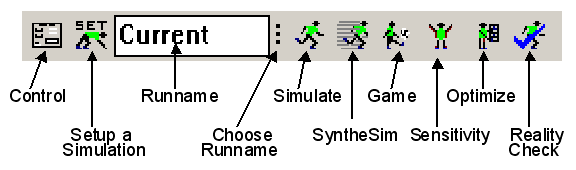 SET
Current
Control
Runname
Simulate
Game
Optimize
Setup a
Simulation
Choose
Runname
SyntheSim
Sensitivity
Reality
Check